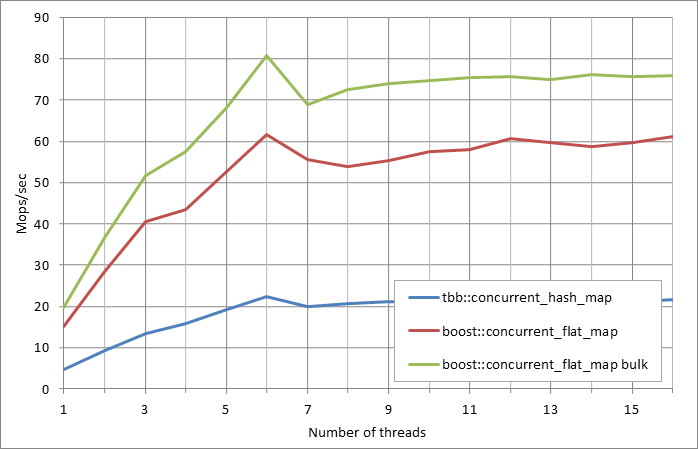 90
80
70
60
50
40
30
20
10
0
Mops/sec
tbb::concurrent_hash_map
boost::concurrent_flat_map
boost::concurrent_flat_map bulk
1 3 5 7 9 11 13 15
Number of threads